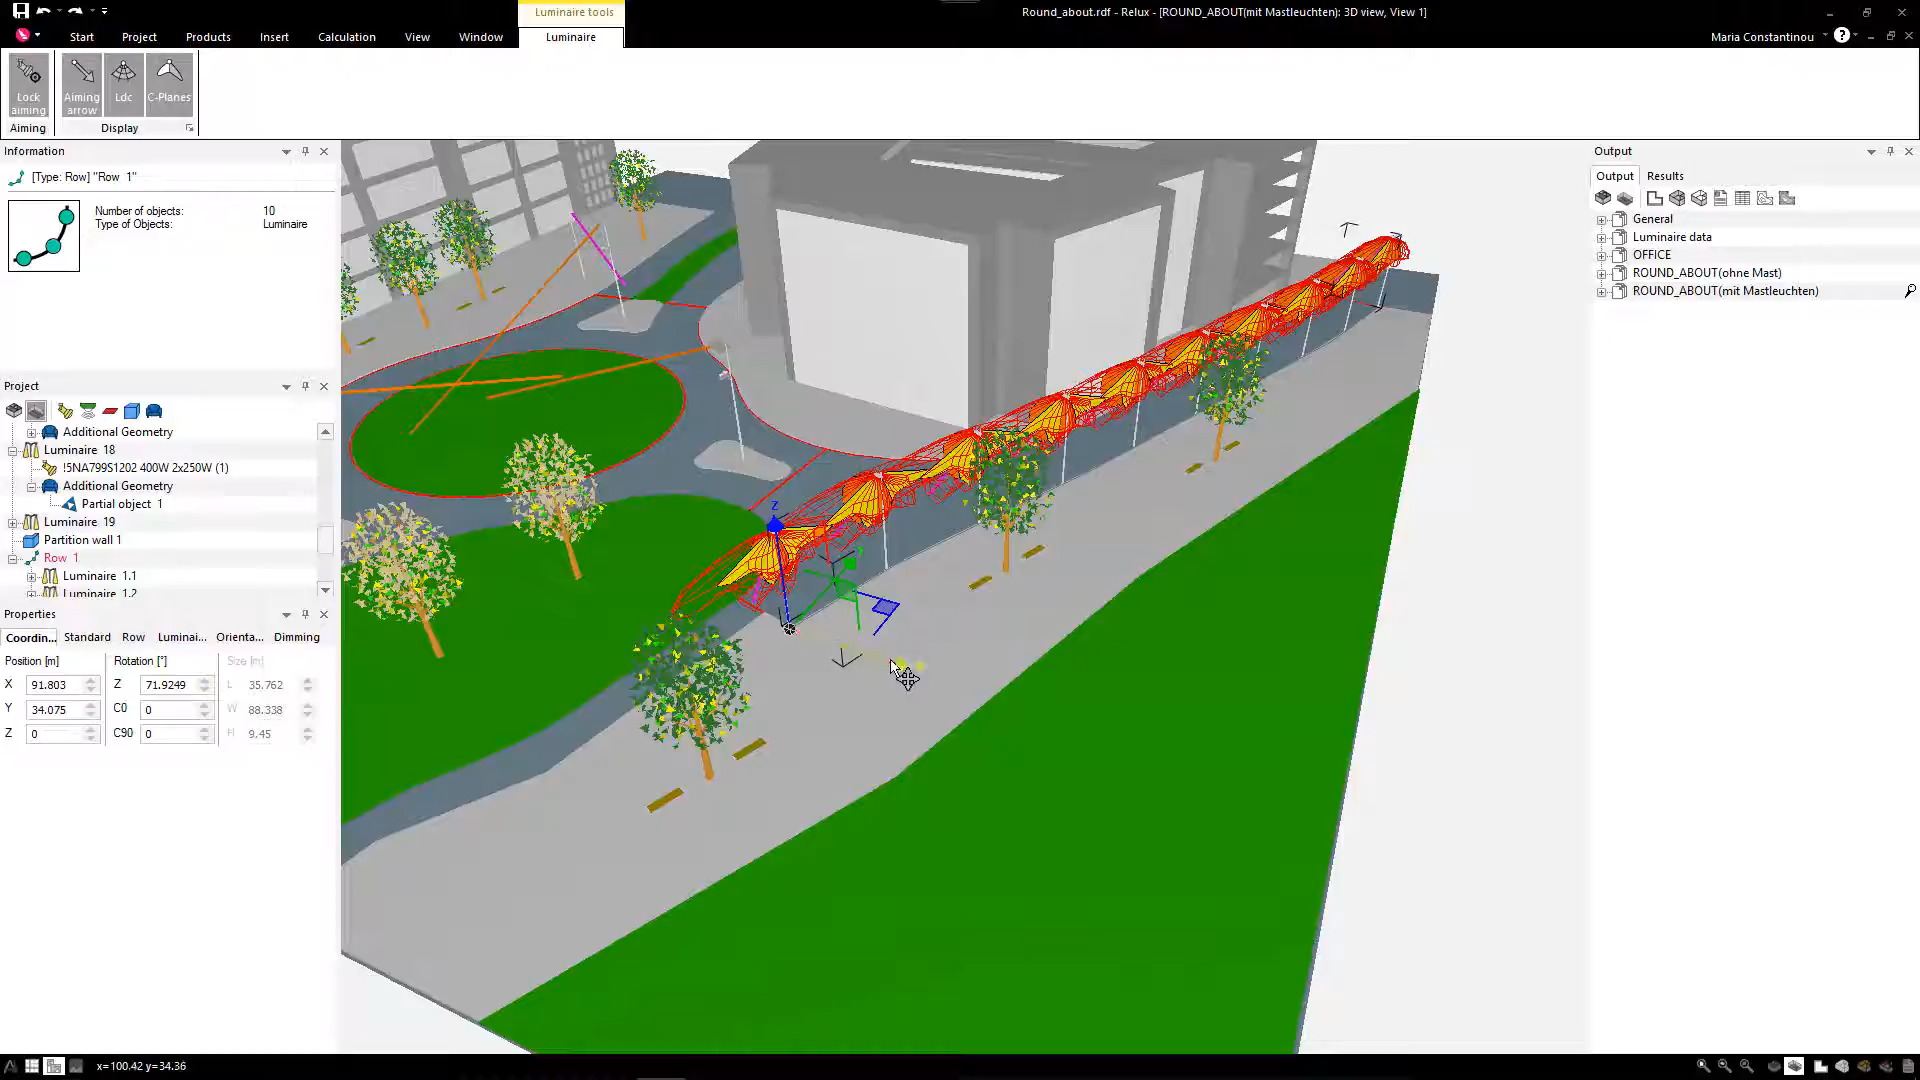 Luminaire tools
Round_about.rdf - Relux - [ROUND_ABOUT(mit Mastleuchten): 3D view, View 1]
Start
Project
Products
Insert
Calculation
View
Window
Luminaire
Maria Constantinou
Lock aiming
Aiming arrow
Ldc
C-Planes
Aiming
Display
Information
[Type: Row] "Row 1"
Number of objects: 10
Type of Objects: Luminaire
Project
Additional Geometry
Luminaire 18
!5NA799S1202 400W 2x250W (1)
Additional Geometry
Partial object 1
Luminaire 19
Partition wall 1
Row 1
Luminaire 1.1
Luminaire 1.2
Properties
Coordin...
Standard
Row
Luminai...
Orienta...
Dimming
Position [m]
Rotation [°]
Size [m]
X 91.803 Z 71.9249 L 35.762
Y 34.075 C0 0 W 88.338
Z 0 C90 0 H 9.45
Z
Output
Output
Results
General
Luminaire data
OFFICE
ROUND_ABOUT(ohne Mast)
ROUND_ABOUT(mit Mastleuchten)
x=100.42 y=34.36